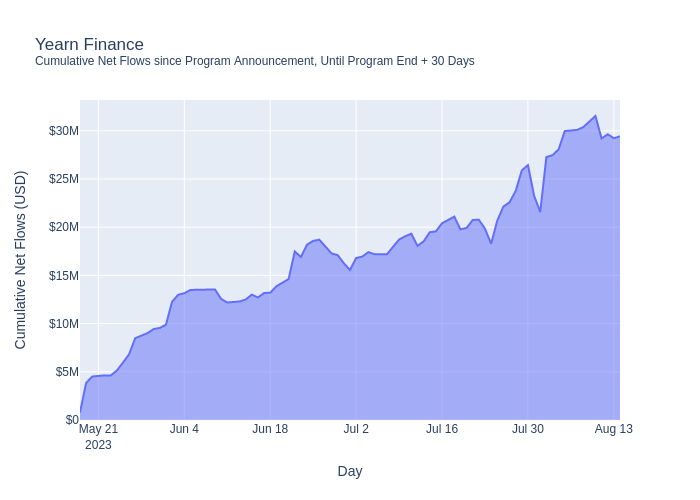 Yearn Finance
Cumulative Net Flows since Program Announcement, Until Program End + 30 Days
Cumulative Net Flows (USD)
$30M
$25M
$20M
$15M
$10M
$5M
$0
May 21 Jun 4 Jun 18 Jul 2 Jul 16 Jul 30 Aug 13
2023
Day